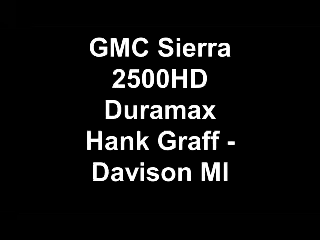 GMC Sierra
2500HD
Duramax
Hank Graff -
Davison MI